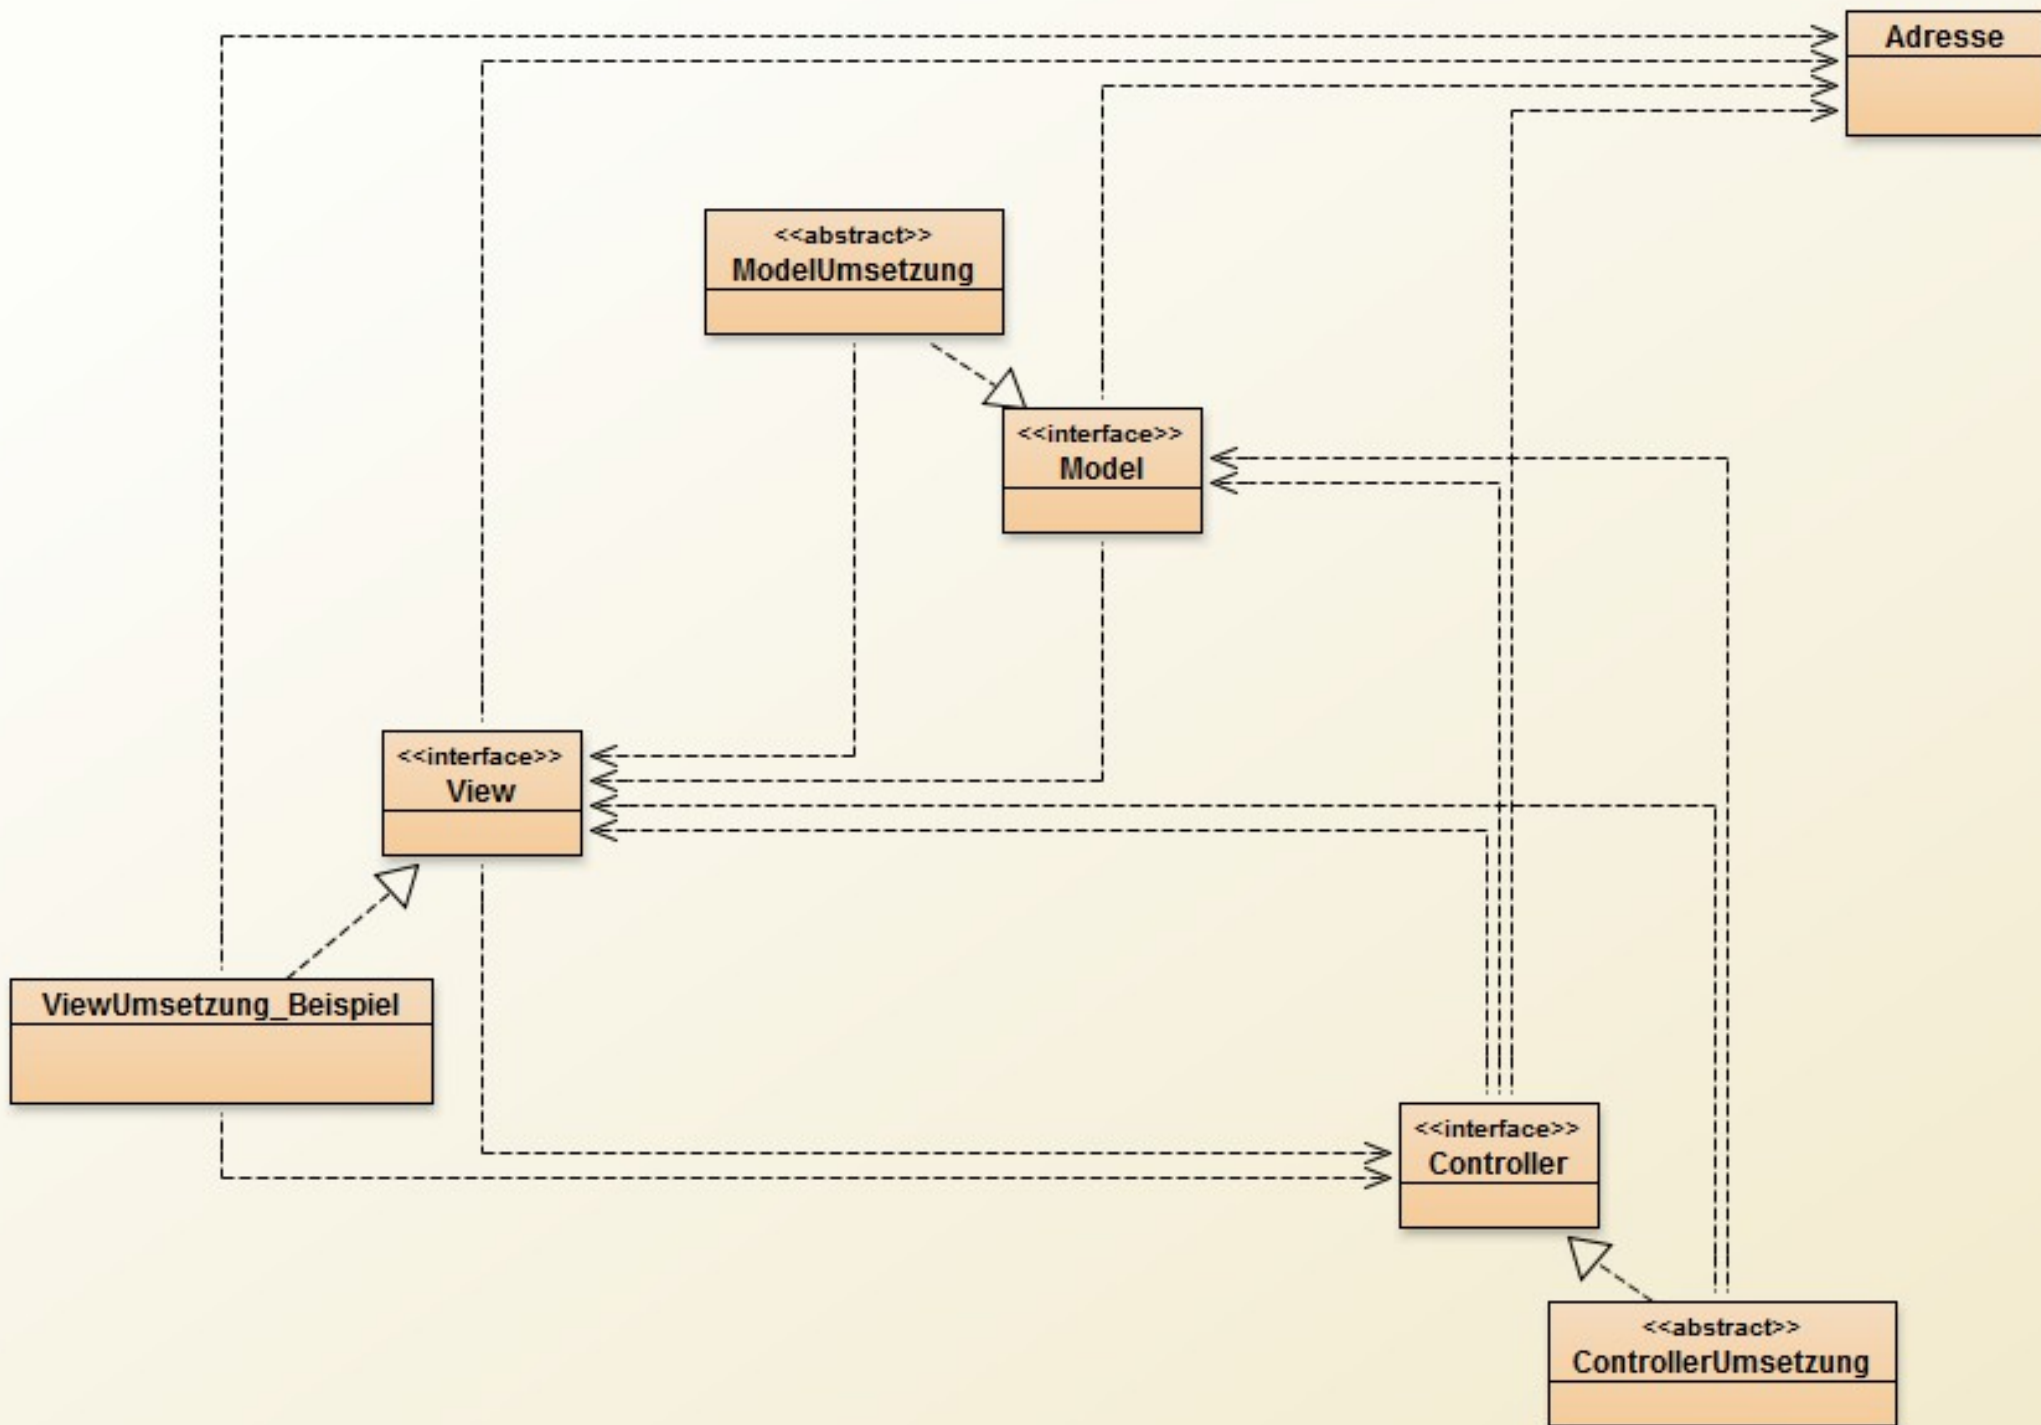 Adresse
<<abstract>>
ModelUmsetzung
<<interface>>
Model
<<interface>>
View
ViewUmsetzung_Beispiel
<<interface>>
Controller
<<abstract>>
ControllerUmsetzung